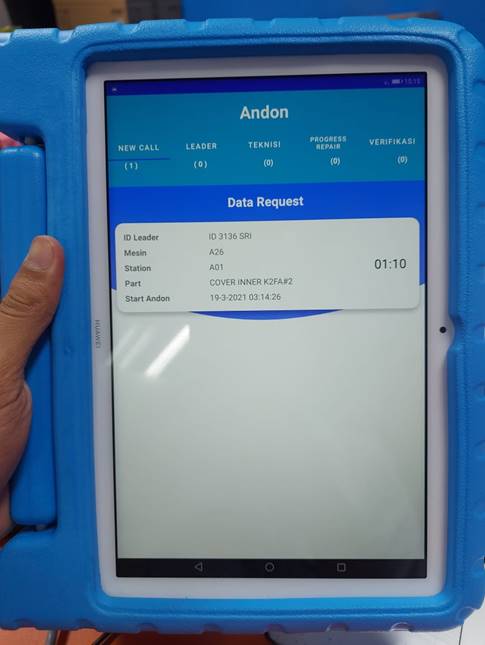 Andon
NEW CALL LEADER TEKNISI PROGRESS REPAIR VERIFIKASI
(1) (0) (0) (0) (0)
Data Request
ID Leader ID 3136 SRI
Mesin A26
Station A01
Part COVER INNER K2FA#2
Start Andon 19-3-2021 03:14:26
01:10
HUAWEI